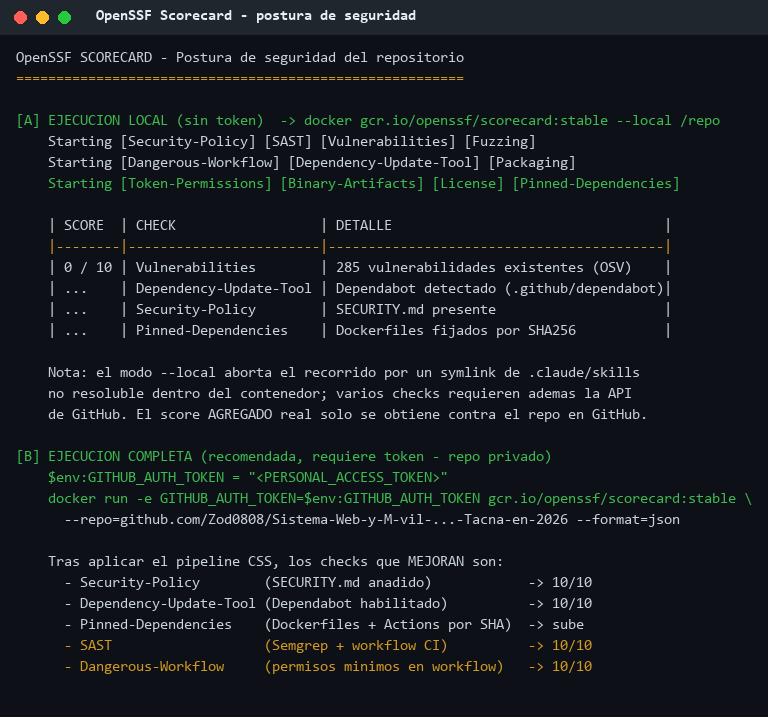 OpenSSF Scorecard - postura de seguridad
OpenSSF SCORECARD - Postura de seguridad del repositorio
========================================================
[A] EJECUCION LOCAL (sin token)  -> docker gcr.io/openssf/scorecard:stable --local /repo
Starting [Security-Policy] [SAST] [Vulnerabilities] [Fuzzing]
Starting [Dangerous-Workflow] [Dependency-Update-Tool] [Packaging]
Starting [Token-Permissions] [Binary-Artifacts] [License] [Pinned-Dependencies]
| SCORE  | CHECK                  | DETALLE                                  |
|--------|------------------------|------------------------------------------|
| 0 / 10 | Vulnerabilities        | 285 vulnerabilidades existentes (OSV)    |
| ...    | Dependency-Update-Tool | Dependabot detectado (.github/dependabot)|
| ...    | Security-Policy        | SECURITY.md presente                     |
| ...    | Pinned-Dependencies    | Dockerfiles fijados por SHA256           |
Nota: el modo --local aborta el recorrido por un symlink de .claude/skills
no resoluble dentro del contenedor; varios checks requieren ademas la API
de GitHub. El score AGREGADO real solo se obtiene contra el repo en GitHub.
[B] EJECUCION COMPLETA (recomendada, requiere token - repo privado)
$env:GITHUB_AUTH_TOKEN = "<PERSONAL_ACCESS_TOKEN>"
docker run -e GITHUB_AUTH_TOKEN=$env:GITHUB_AUTH_TOKEN gcr.io/openssf/scorecard:stable \
--repo=github.com/Zod0808/Sistema-Web-y-M-vil-...-Tacna-en-2026 --format=json
Tras aplicar el pipeline CSS, los checks que MEJORAN son:
- Security-Policy        (SECURITY.md anadido)            -> 10/10
- Dependency-Update-Tool (Dependabot habilitado)          -> 10/10
- Pinned-Dependencies    (Dockerfiles + Actions por SHA)  -> sube
- SAST                   (Semgrep + workflow CI)          -> 10/10
- Dangerous-Workflow     (permisos minimos en workflow)   -> 10/10